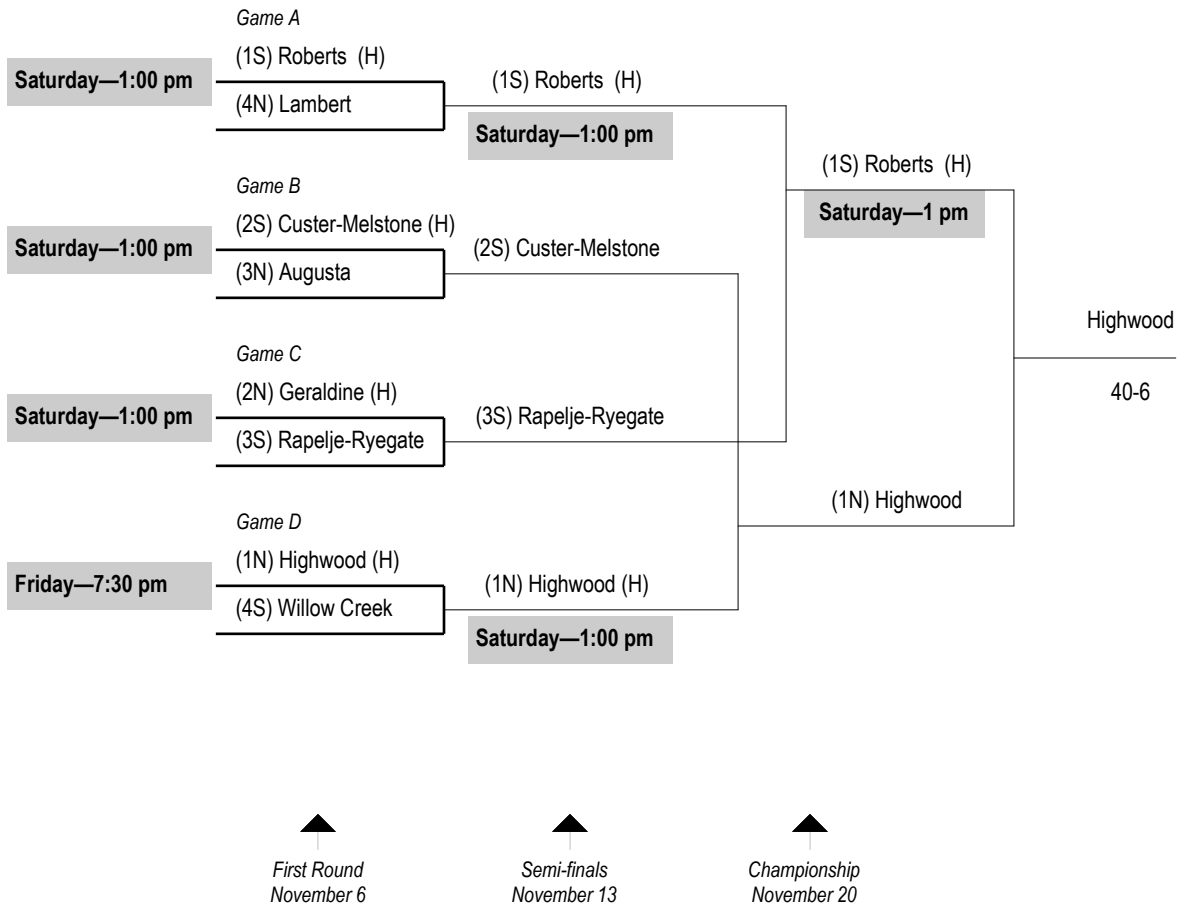 Game A
(1S) Roberts (H)
Saturday—1:00 pm
(4N) Lambert
(1S) Roberts (H)
Saturday—1:00 pm
Game B
(2S) Custer-Melstone (H)
Saturday—1:00 pm
(3N) Augusta
(2S) Custer-Melstone
(1S) Roberts (H)
Saturday—1 pm
Game C
(2N) Geraldine (H)
Saturday—1:00 pm
(3S) Rapelje-Ryegate
(3S) Rapelje-Ryegate
Highwood
40-6
Game D
(1N) Highwood (H)
Friday—7:30 pm
(4S) Willow Creek
(1N) Highwood (H)
Saturday—1:00 pm
(1N) Highwood
First Round
November 6
Semi-finals
November 13
Championship
November 20